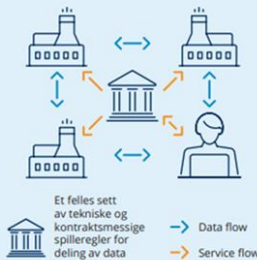 Et felles sett
av tekniske og
kontraktsmessige
spilleregler for
deling av data
Data flow
Service flow